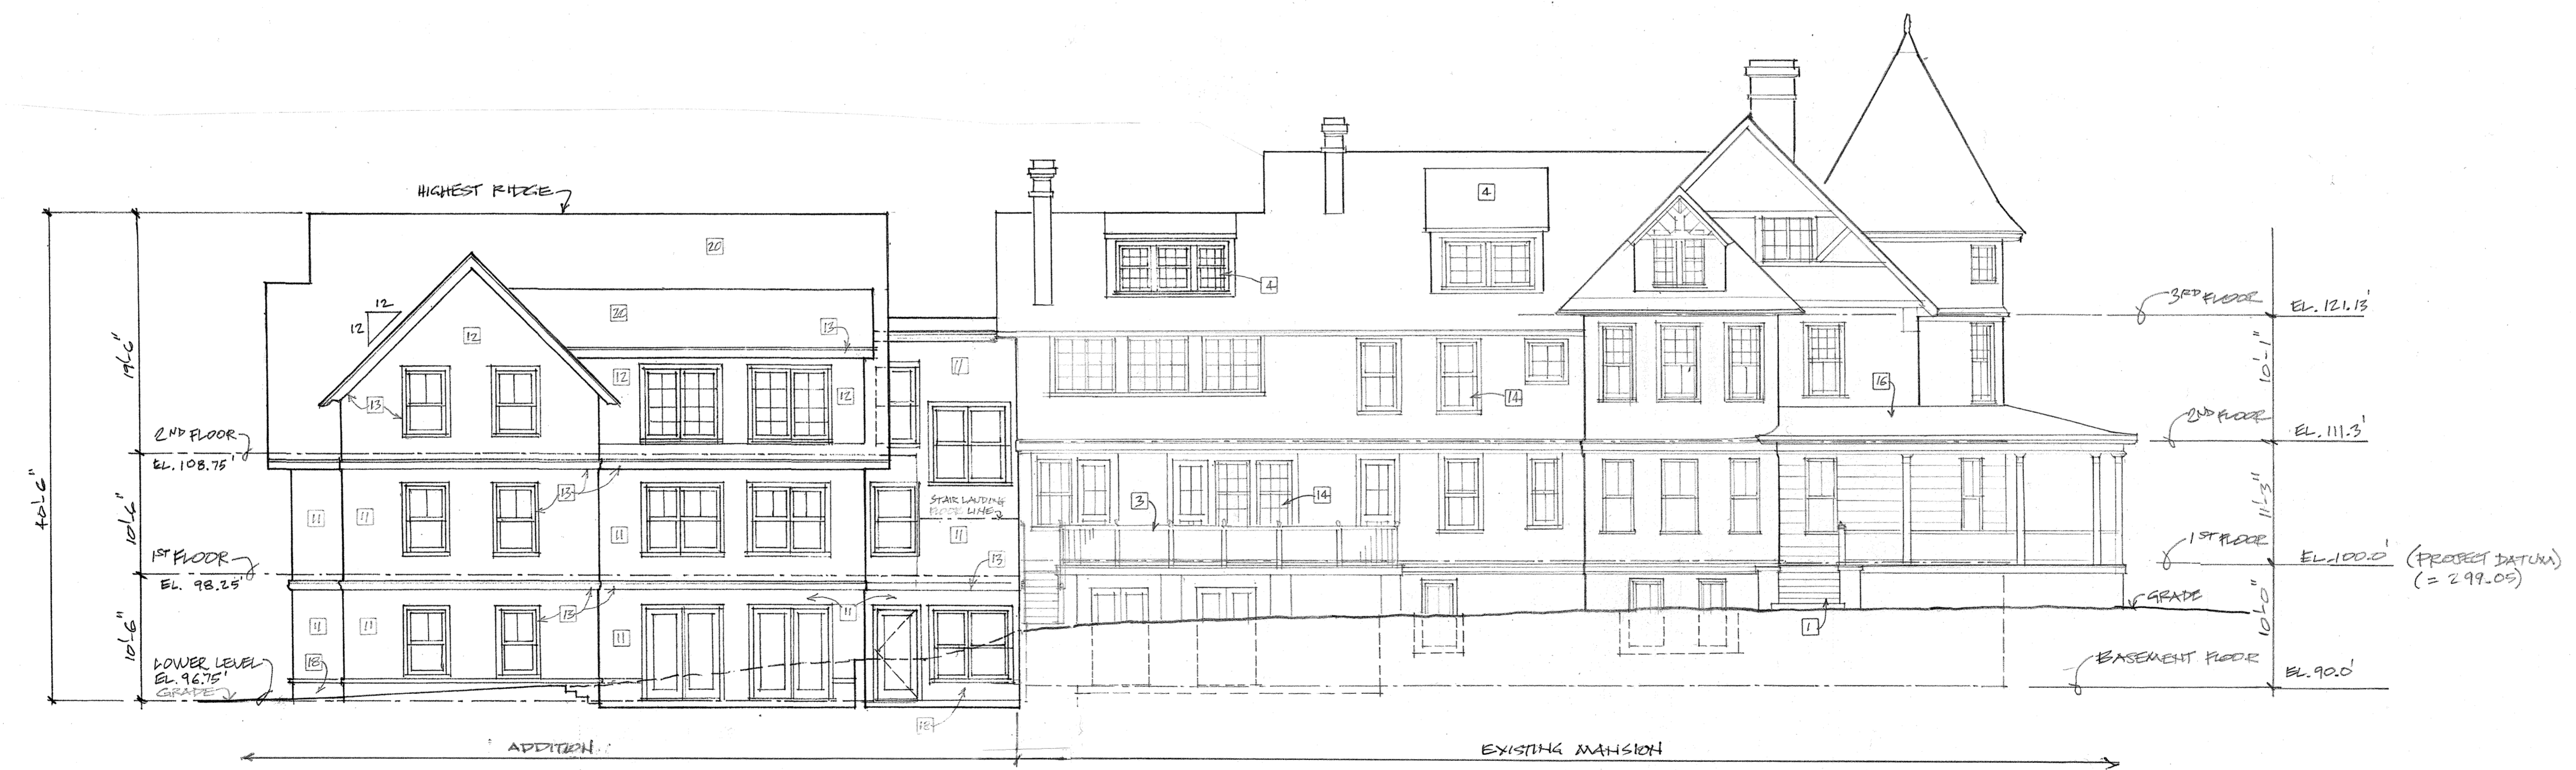 HIGHEST RIDGE
20
4
4
12
12
20
12
13
11
3RD FLOOR
EL. 121.13'
19'-6"
13
12
12
14
16
10'-1"
2ND FLOOR
EL. 108.75'
2ND FLOOR
EL. 111.3'
40'-6"
10'-6"
11
11
13
11
STAIR LANDING
FLOOR LINE
11
3
14
11'-3"
1ST FLOOR
EL. 98.25'
13
1ST FLOOR
EL. 100.0' (PROJECT DATUM)
(= 299.05)
10'-6"
11
11
13
11
11
GRADE
1
10'-0"
LOWER LEVEL
EL. 96.75'
GRADE
18
18
BASEMENT FLOOR
EL. 90.0'
ADDITION
EXISTING MANSION